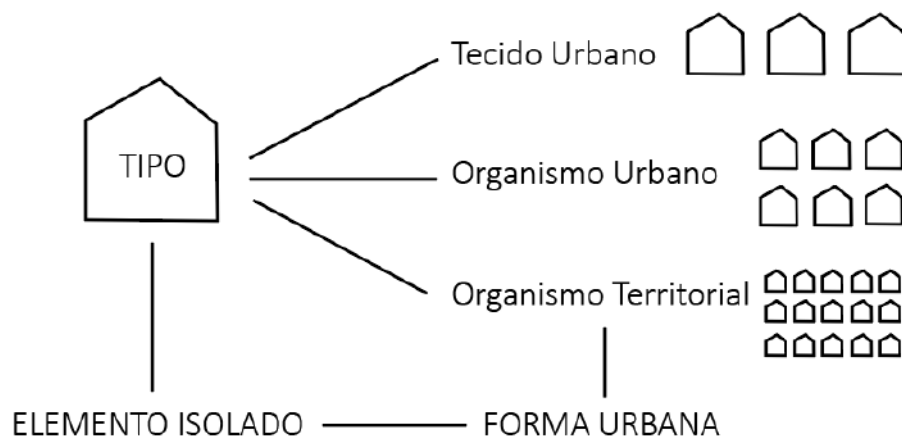 Tecido Urbano
TIPO
Organismo Urbano
Organismo Territorial
ELEMENTO ISOLADO
FORMA URBANA